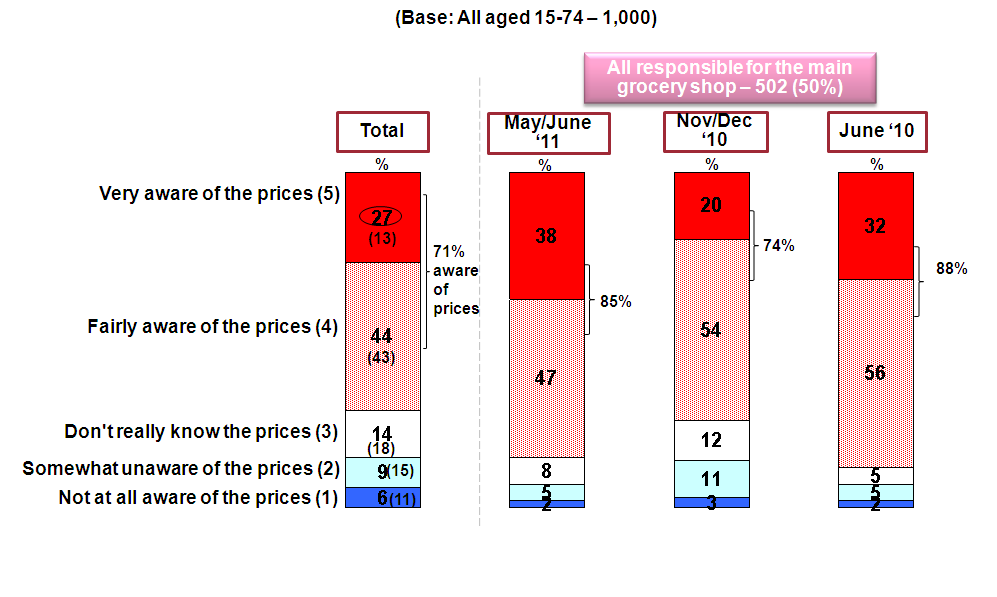 (Base: All aged 15-74 – 1,000)
All responsible for the main
grocery shop – 502 (50%)
Total
May/June
‘11
Nov/Dec
‘10
June ‘10
%
%
%
%
Very aware of the prices (5)
27
(13)
38
20
32
71%
aware
of
prices
85%
74%
88%
Fairly aware of the prices (4)
44
(43)
47
54
56
Don't really know the prices (3)
14
(18)
8
12
5
Somewhat unaware of the prices (2)
9(15)
5
11
5
Not at all aware of the prices (1)
6(11)
2
3
2